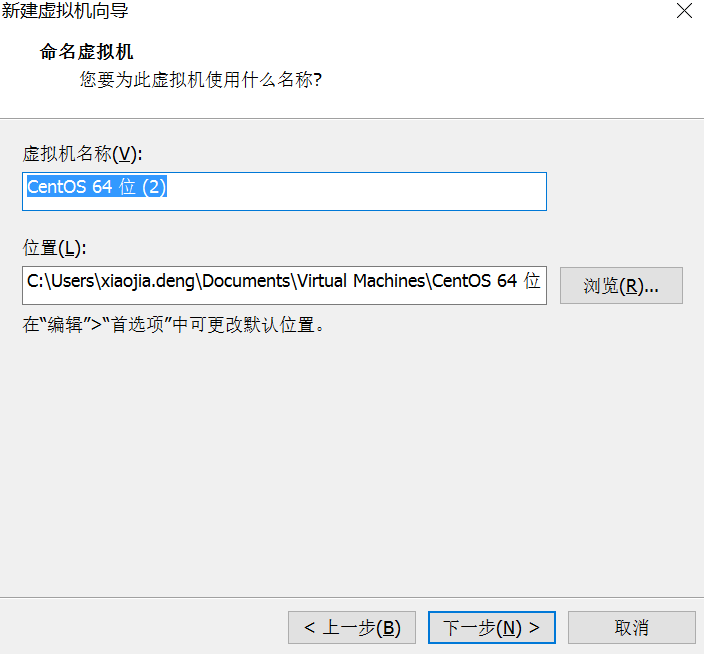 新建虚拟机向导
命名虚拟机
您要为此虚拟机使用什么名称?
虚拟机名称(V):
CentOS 64 位 (2)
位置(L):
C:\Users\xiaojia.deng\Documents\Virtual Machines\CentOS 64 位
浏览(R)...
在“编辑”>“首选项”中可更改默认位置。
< 上一步(B)
下一步(N) >
取消